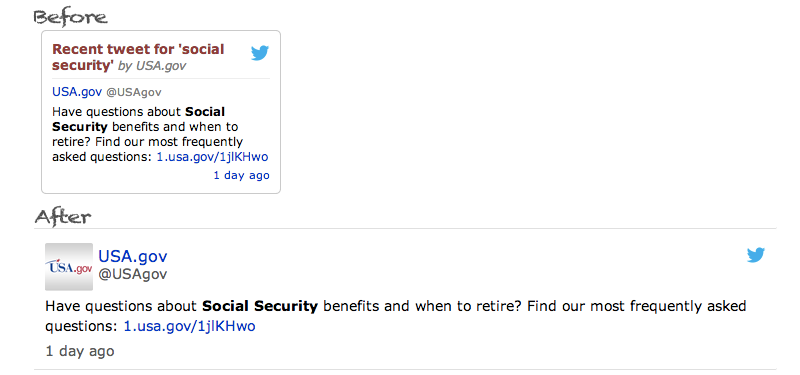 Before
Recent tweet for 'social
security' by USA.gov
USA.gov @USAgov
Have questions about Social
Security benefits and when to
retire? Find our most frequently
asked questions: 1.usa.gov/1jlKHwo
1 day ago
After
USA.gov
USA.gov
@USAgov
Have questions about Social Security benefits and when to retire? Find our most frequently asked
questions: 1.usa.gov/1jlKHwo
1 day ago